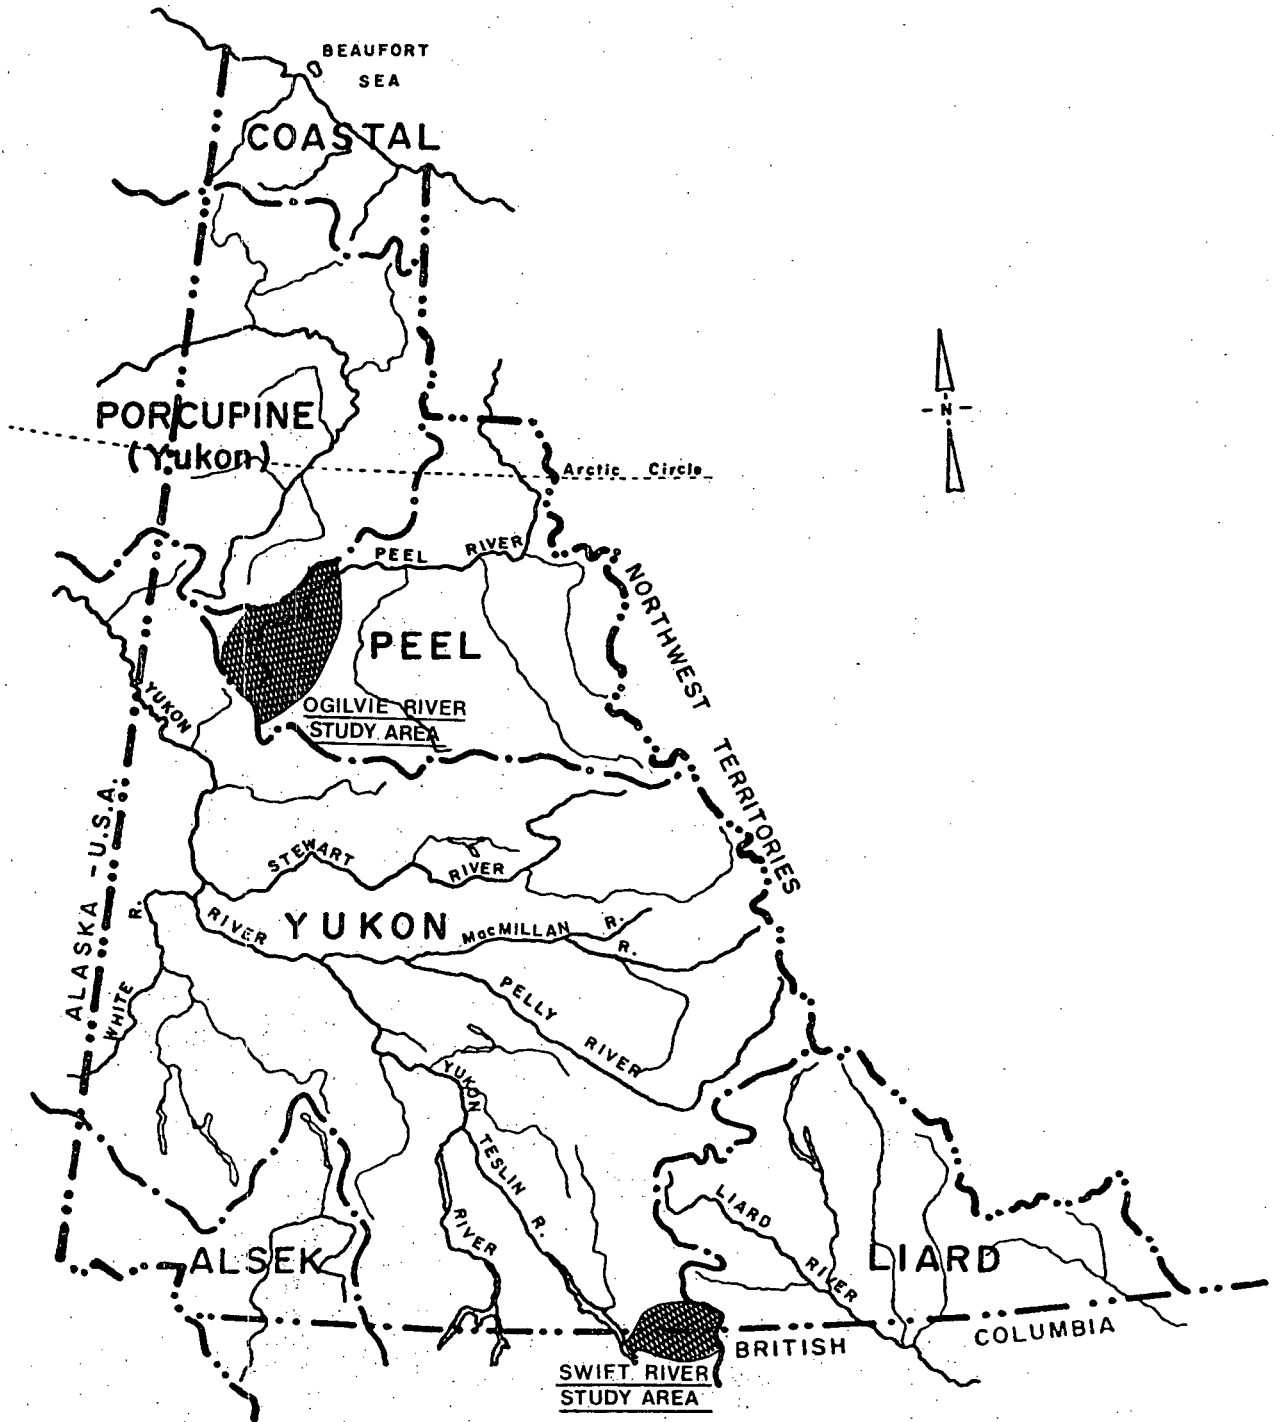 BEAUFORT
SEA
COASTAL
PORCUPINE
(Yukon)
- N -
Arctic Circle
PEEL RIVER
PEEL
NORTHWEST TERRITORIES
YUKON
OGILVIE RIVER
STUDY AREA
ALASKA - U.S.A.
STEWART RIVER
RIVER
YUKON
MacMILLAN R.
R.
WHITE R.
PELLY RIVER
YUKON
TESLIN R.
RIVER
LIARD RIVER
ALSEK
LIARD
BRITISH COLUMBIA
SWIFT RIVER
STUDY AREA